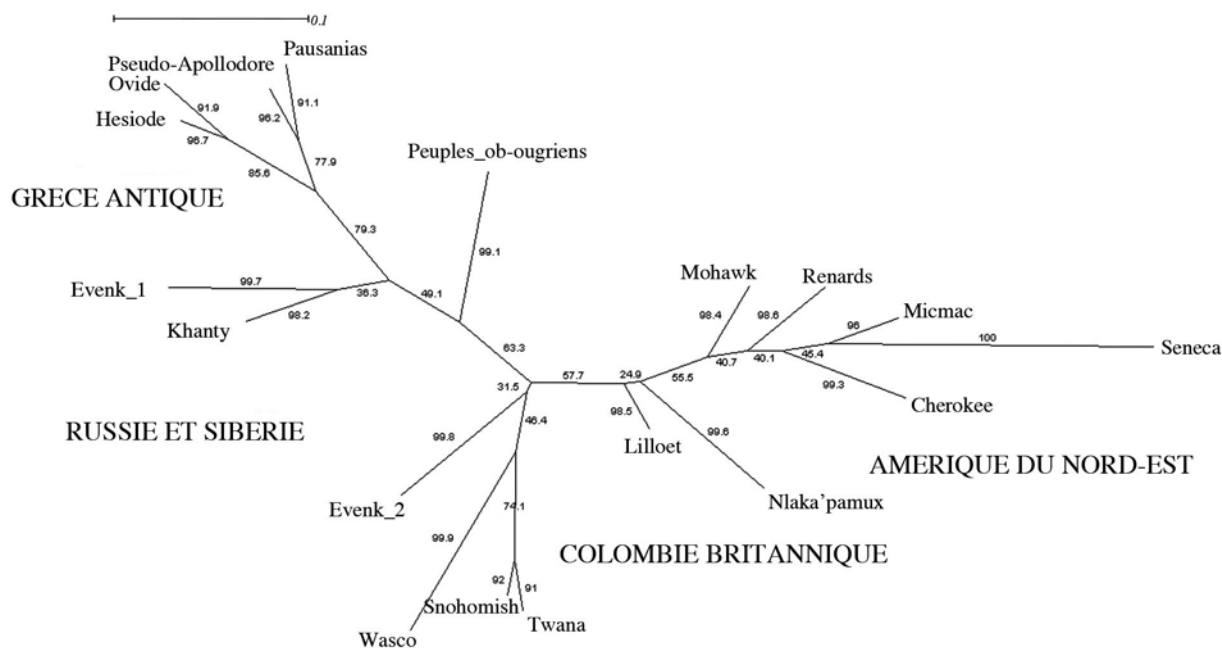 0.1
Pausanias
Pseudo-Apollodore
Ovide
91.9
96.2
91.1
Hesiode
96.7
77.9
85.6
Peuples_ob-ougriens
GRECE ANTIQUE
79.3
99.1
Evenk_1
99.7
36.3
49.1
Khanty
98.2
63.3
Mohawk
Renards
98.4
98.6
Micmac
96
100
Seneca
40.7
40.1
45.4
99.3
Cherokee
31.5
57.7
24.9
55.5
98.5
Lilloet
99.6
RUSSIE ET SIBERIE
99.8
46.4
AMERIQUE DU NORD-EST
Nlaka'pamux
Evenk_2
74.1
99.9
COLOMBIE BRITANNIQUE
92
91
Snohomish
Twana
Wasco